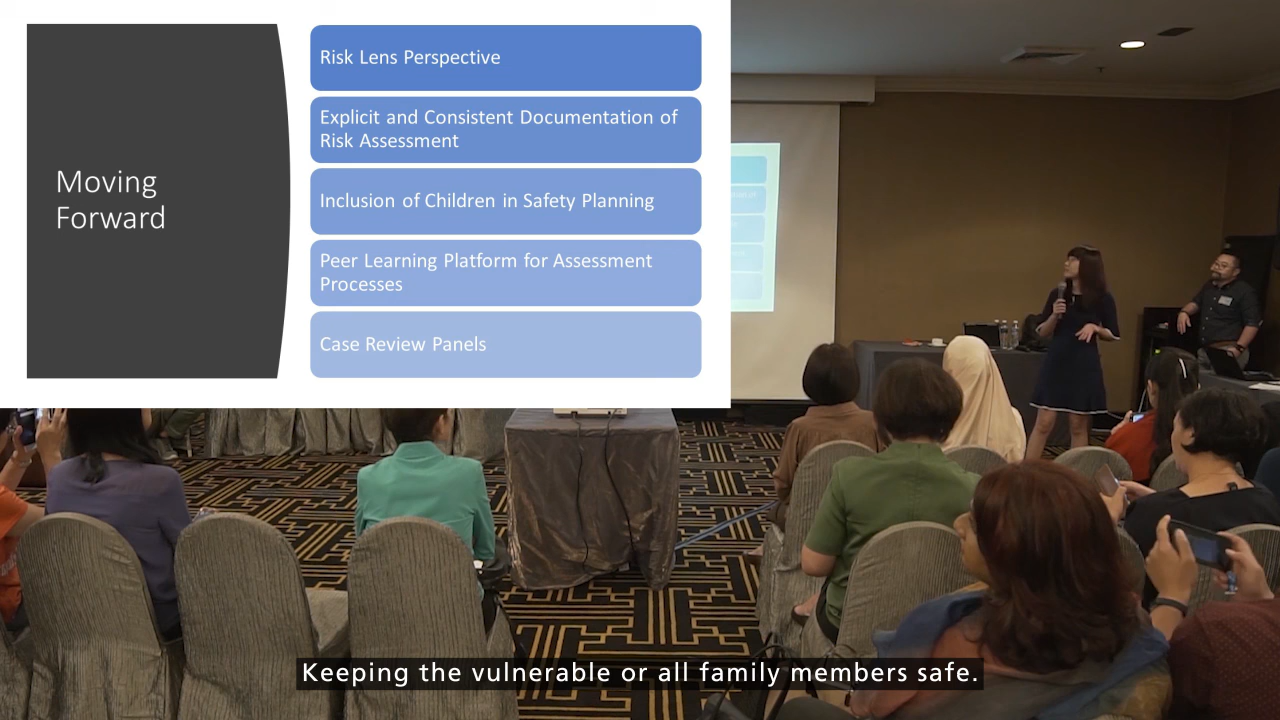 Moving
Forward
Risk Lens Perspective
Explicit and Consistent Documentation of
Risk Assessment
Inclusion of Children in Safety Planning
Peer Learning Platform for Assessment
Processes
Case Review Panels
Keeping the vulnerable or all family members safe.